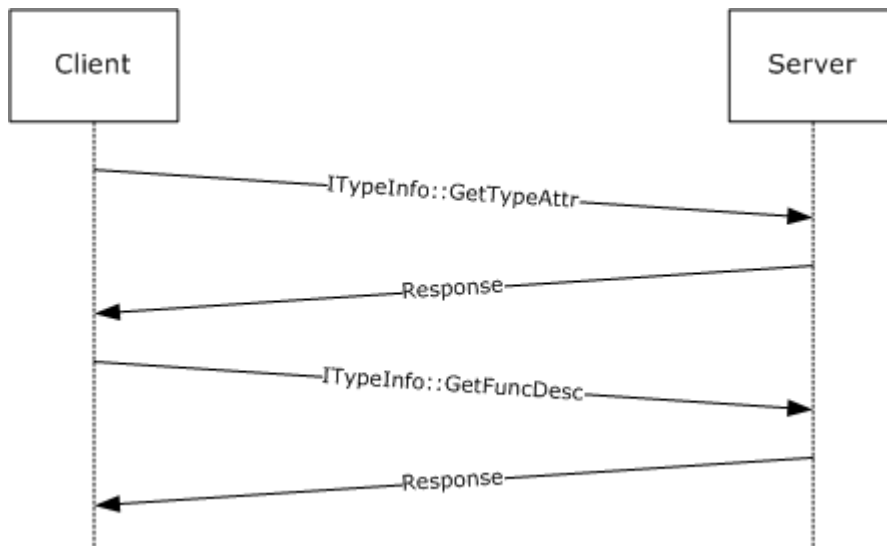 Client
Server
ITypeInfo::GetTypeAttr
Response
ITypeInfo::GetFuncDesc
Response